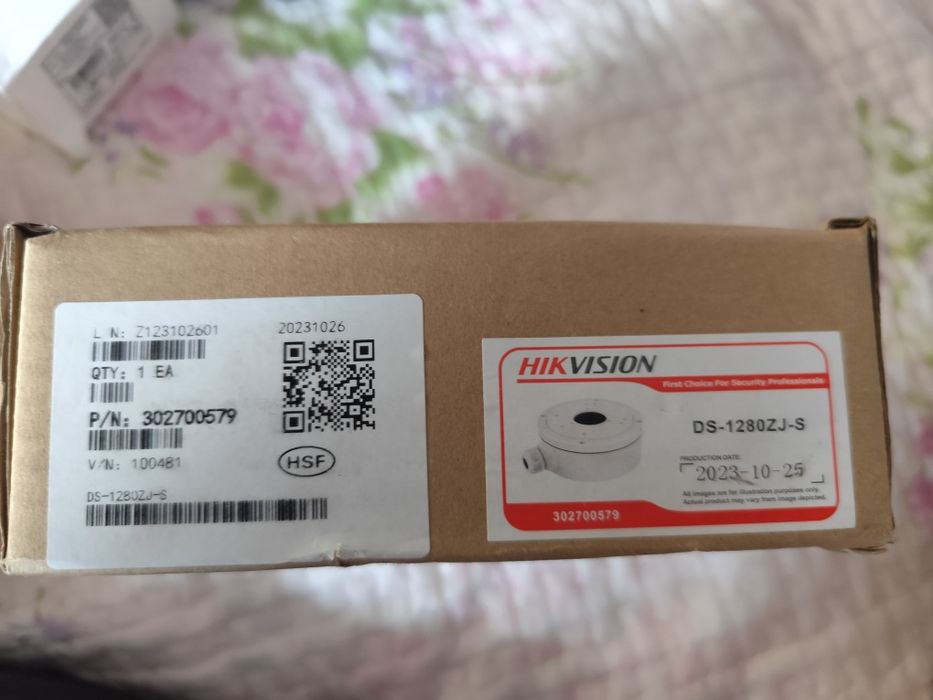 L/N: Z123102601
20231026
QTY: 1 EA
P/N: 302700579
V/N: 100481
HSF
DS-1280ZJ-S
HIKVISION
First Choice For Security Professionals
DS-1280ZJ-S
PRODUCTION DATE:
2023-10-25
All images are for illustration purposes only.
Actual product may vary from image depicted.
302700579